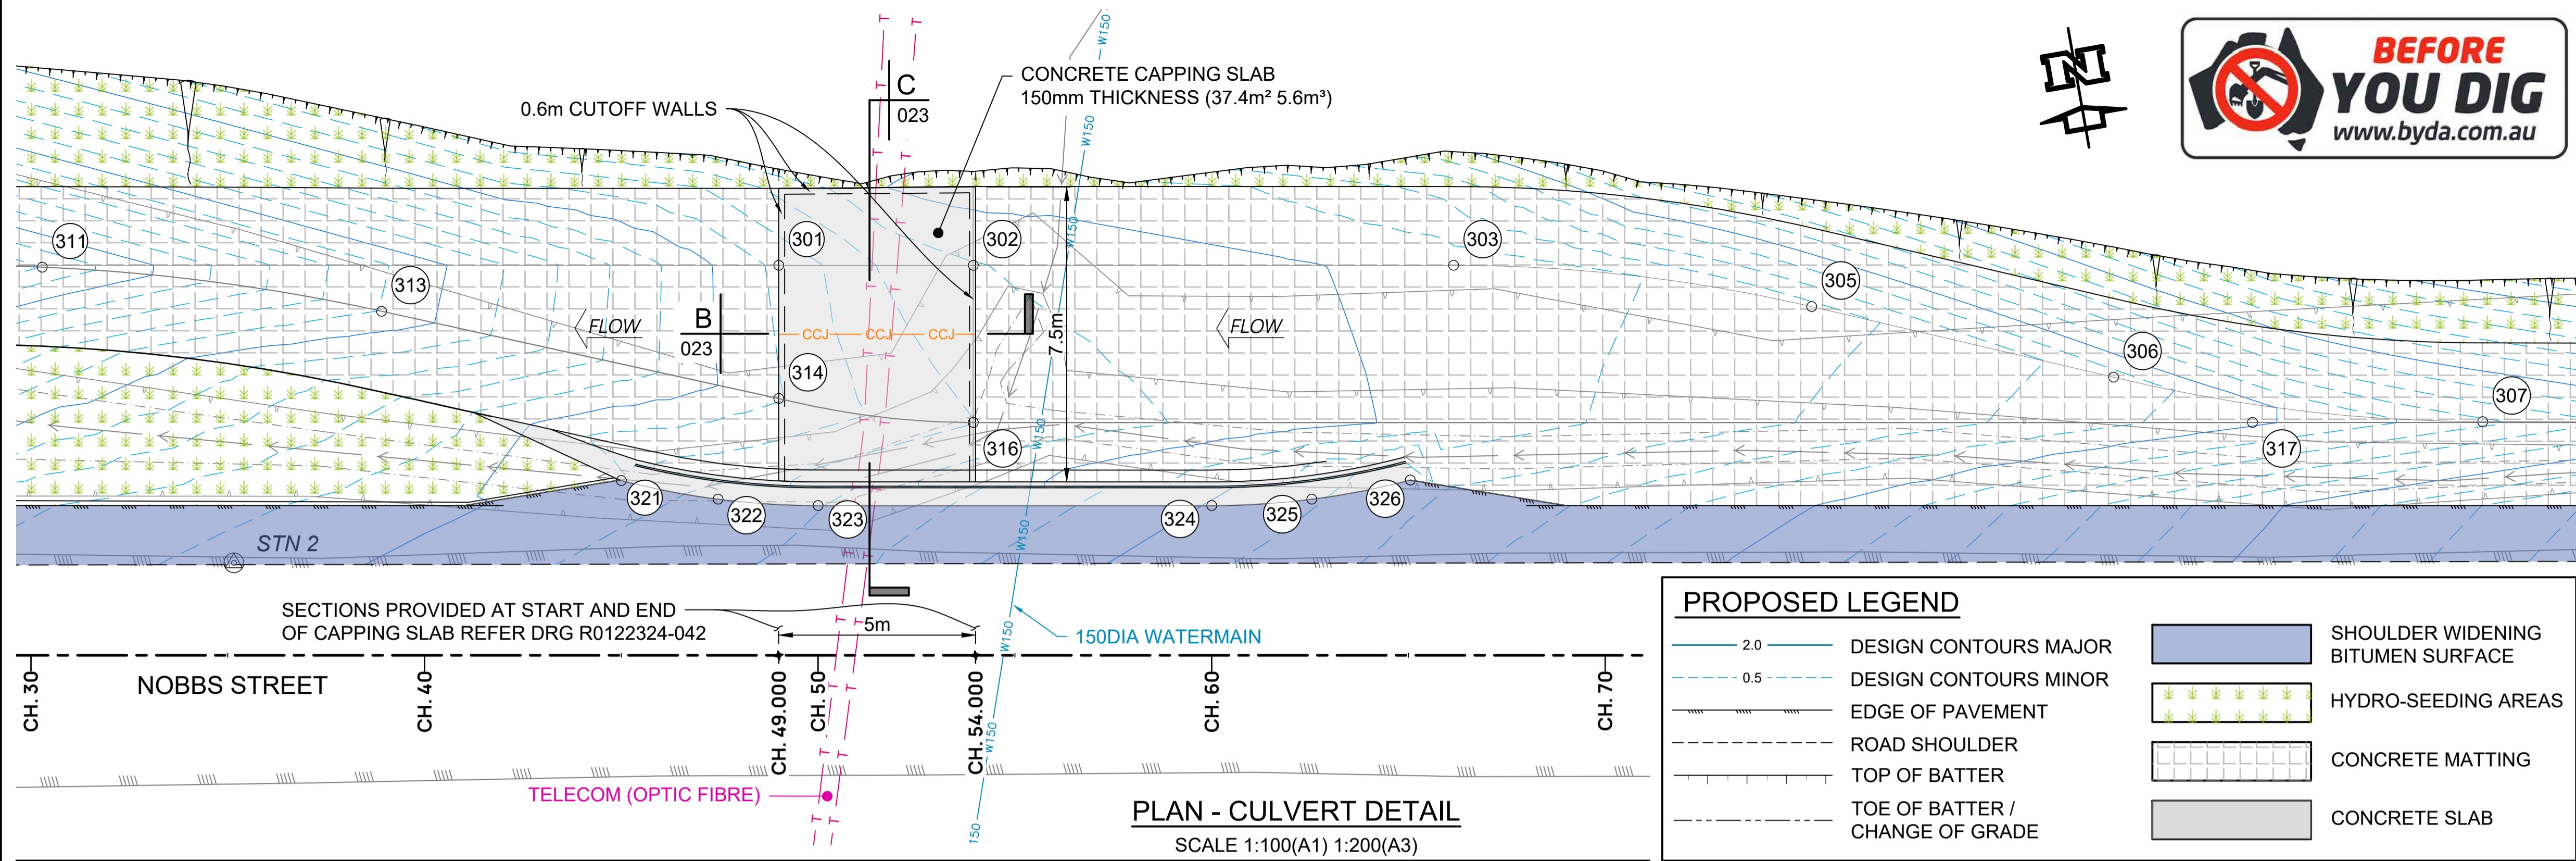 W150
T T
BEFORE
YOU DIG
www.byda.com.au
N
C
023
CONCRETE CAPPING SLAB
150mm THICKNESS (37.4m² 5.6m³)
0.6m CUTOFF WALLS
W150
W150
W150
311
301
302
303
313
305
B
023
FLOW
CCJ CCJ CCJ
7.5m
FLOW
306
314
307
W150
316
317
321
322
323
324
325
326
STN 2
W150
SECTIONS PROVIDED AT START AND END
OF CAPPING SLAB REFER DRG R0122324-042
5m
W150
150DIA WATERMAIN
NOBBS STREET
CH. 30
CH. 40
CH. 49.000
CH. 50
CH. 54.000
CH. 60
CH. 70
W150
TELECOM (OPTIC FIBRE)
150
PLAN - CULVERT DETAIL
SCALE 1:100(A1) 1:200(A3)
PROPOSED LEGEND
2.0 DESIGN CONTOURS MAJOR
0.5 DESIGN CONTOURS MINOR
EDGE OF PAVEMENT
ROAD SHOULDER
TOP OF BATTER
TOE OF BATTER /
CHANGE OF GRADE
SHOULDER WIDENING
BITUMEN SURFACE
HYDRO-SEEDING AREAS
CONCRETE MATTING
CONCRETE SLAB